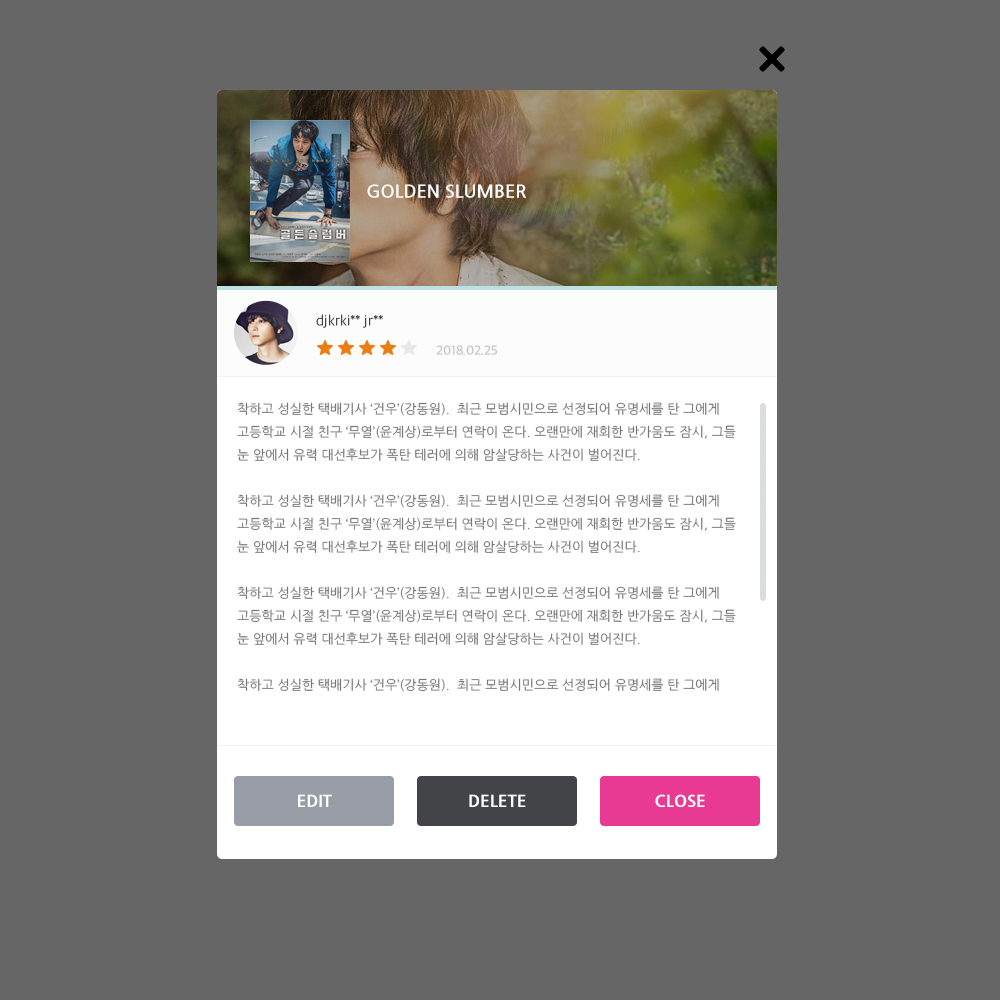 골든슬럼버
GOLDEN SLUMBER
djkrki** jr**
2018.02.25
착하고 성실한 택배기사 ‘건우’(강동원).  최근 모범시민으로 선정되어 유명세를 탄 그에게
고등학교 시절 친구 ‘무열’(윤계상)로부터 연락이 온다. 오랜만에 재회한 반가움도 잠시, 그들
눈 앞에서 유력 대선후보가 폭탄 테러에 의해 암살당하는 사건이 벌어진다.
착하고 성실한 택배기사 ‘건우’(강동원).  최근 모범시민으로 선정되어 유명세를 탄 그에게
고등학교 시절 친구 ‘무열’(윤계상)로부터 연락이 온다. 오랜만에 재회한 반가움도 잠시, 그들
눈 앞에서 유력 대선후보가 폭탄 테러에 의해 암살당하는 사건이 벌어진다.
착하고 성실한 택배기사 ‘건우’(강동원).  최근 모범시민으로 선정되어 유명세를 탄 그에게
고등학교 시절 친구 ‘무열’(윤계상)로부터 연락이 온다. 오랜만에 재회한 반가움도 잠시, 그들
눈 앞에서 유력 대선후보가 폭탄 테러에 의해 암살당하는 사건이 벌어진다.
착하고 성실한 택배기사 ‘건우’(강동원).  최근 모범시민으로 선정되어 유명세를 탄 그에게
EDIT
DELETE
CLOSE